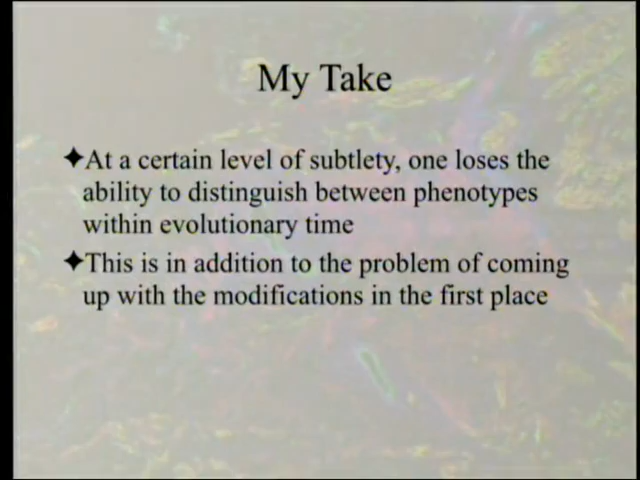 My Take
✦At a certain level of subtlety, one loses the
ability to distinguish between phenotypes
within evolutionary time
✦This is in addition to the problem of coming
up with the modifications in the first place